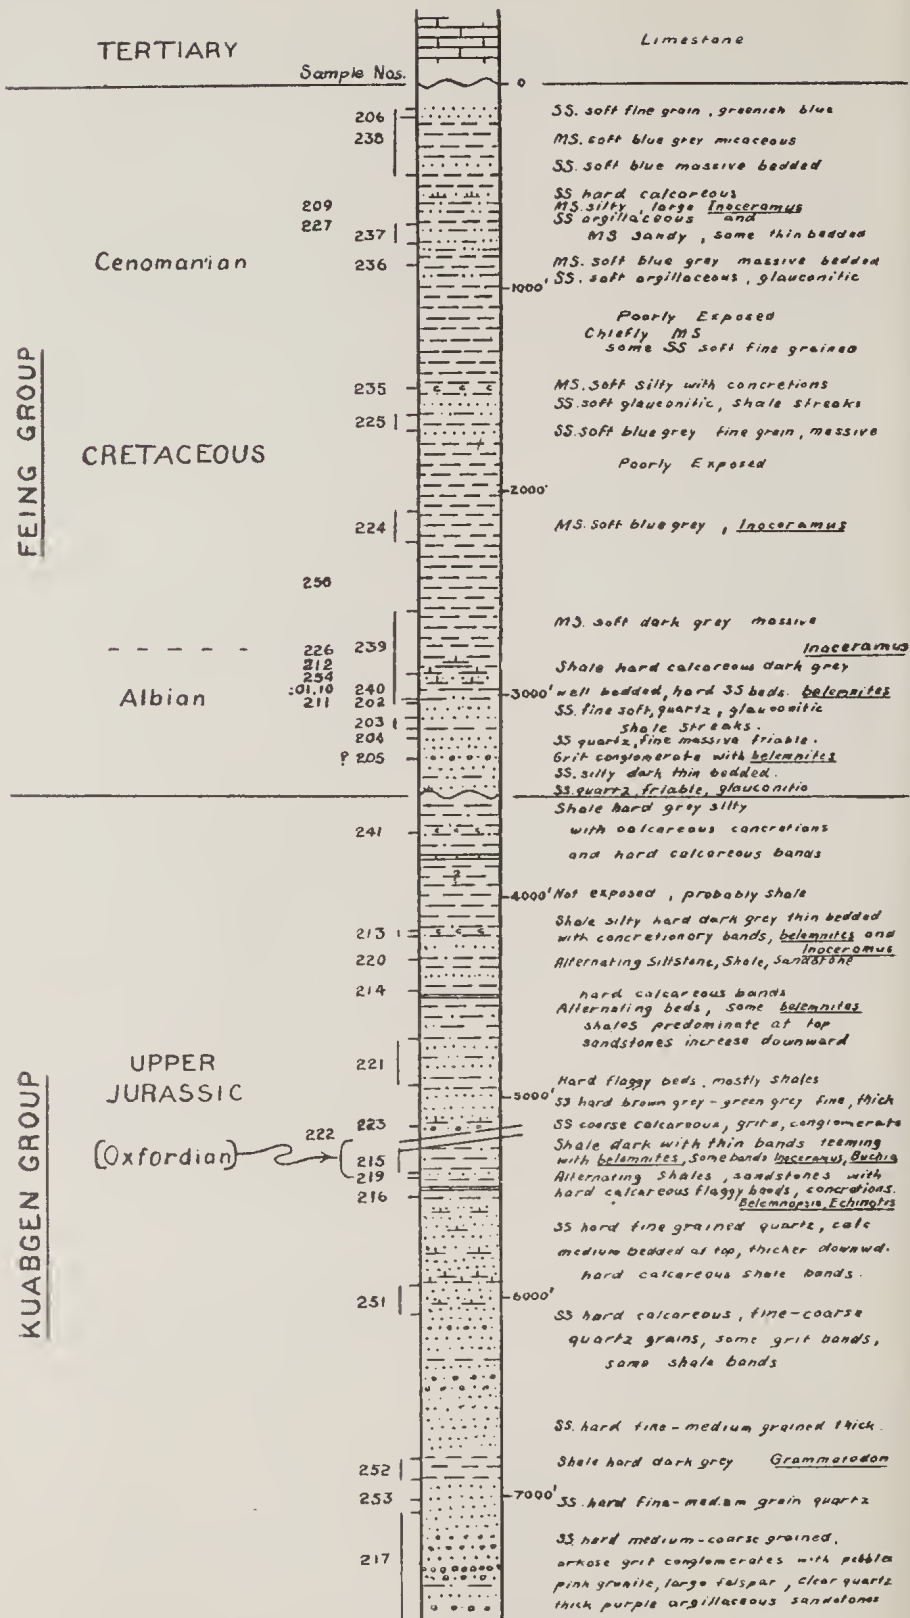 TERTIARY
Sample Nos.
Limestone
0
206
SS. soft fine grain, greenish blue
238
MS. soft blue grey micaceous
SS. soft blue massive bedded
SS hard calcareous
209
MS. silty, large Inoceramus
227
SS argillaceous and
237
MS sandy, some thin bedded
Cenomanian
236
MS. soft blue grey massive bedded
SS. soft argillaceous, glauconitic
1000'
Poorly Exposed
Chiefly MS
some SS soft fine grained
FEING GROUP
235
MS. soft silty with concretions
SS. soft glauconitic, shale streaks
225
SS. soft blue grey fine grain, massive
CRETACEOUS
Poorly Exposed
2000'
224
MS. soft blue grey, Inoceramus
250
MS. soft dark grey massive
226 239
Inoceramus
212
Shale hard calcareous dark grey
254
:01.10 240
3000'
well bedded, hard SS beds. belemnites
Albian
211 202
SS. fine soft, quartz, glauconitic
203
shale streaks.
204
SS quartz, fine massive friable.
? 205
Grit conglomerate with belemnites
SS. silty dark thin bedded.
SS. quartz, friable, glauconitic
Shale hard grey silty
241
with calcareous concretions
and hard calcareous bands
?
4000'
Not exposed, probably shale
Shale silty hard dark grey thin bedded
213
with concretionary bands, belemnites and
Inoceramus
220
Alternating Siltstone, Shale, Sandstone
214
hard calcareous bands
Alternating beds, some belemnites
shales predominate at top
sandstones increase downward
221
UPPER
JURASSIC
Hard flaggy beds, mostly shales
5000'
SS hard brown grey-green grey fine, thick
KUABGEN GROUP
223
SS coarse calcareous, grits, conglomerate
222
Shale dark with thin bands teeming
(Oxfordian)
215
with belemnites, Some bands Inoceramus, Buchia
219
Alternating Shales, sandstones with
216
hard calcareous flaggy bands, concretions.
Belemnopsis, Echinotis
SS hard fine grained quartz, calc
medium bedded at top, thicker downwd.
hard calcareous shale bands.
251
6000'
SS hard calcareous, fine-coarse
quartz grains, some grit bands,
some shale bands
SS. hard fine-medium grained thick.
252
Shale hard dark grey Grammatodon
253
7000'
SS. hard fine-medium grain quartz
SS. hard medium-coarse grained,
217
arkose grit conglomerates with pebbles
pink granite, large felspar, clear quartz
thick purple argillaceous sandstones